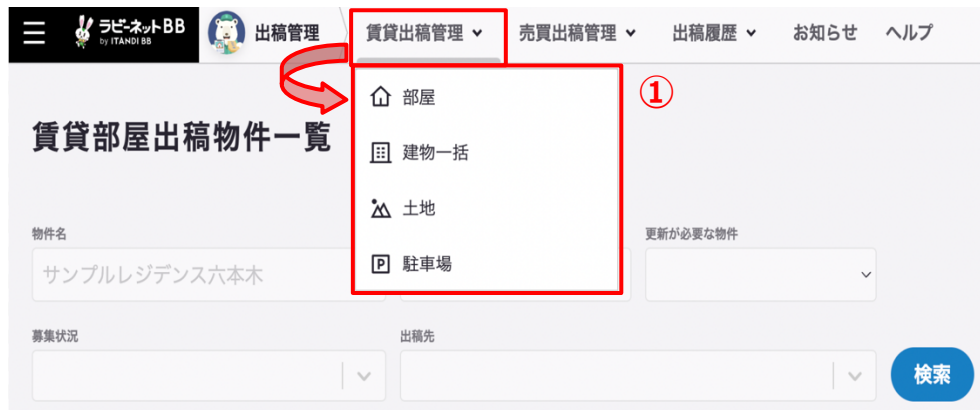 ラビーネットBB
by ITANDI BB
出稿管理
賃貸出稿管理
売買出稿管理
出稿履歴
お知らせ
ヘルプ
部屋
建物一括
土地
駐車場
①
賃貸部屋出稿物件一覧
物件名
サンプルレジデンス六本木
更新が必要な物件
募集状況
出稿先
検索